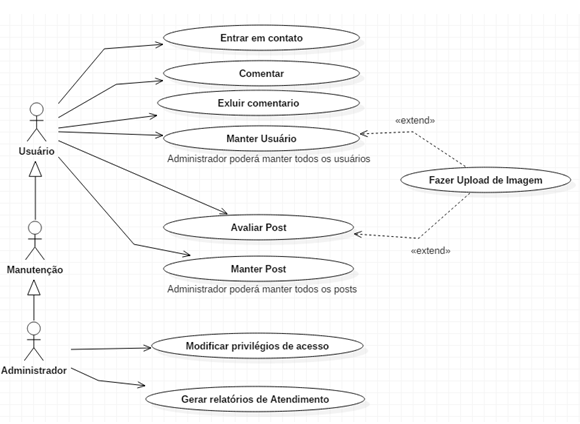 Entrar em contato
Comentar
Exluir comentario
«extend»
Manter Usuário
Usuário
Administrador poderá manter todos os usuários
Fazer Upload de Imagem
Avaliar Post
«extend»
Manutenção
Manter Post
Administrador poderá manter todos os posts
Modificar privilégios de acesso
Administrador
Gerar relatórios de Atendimento